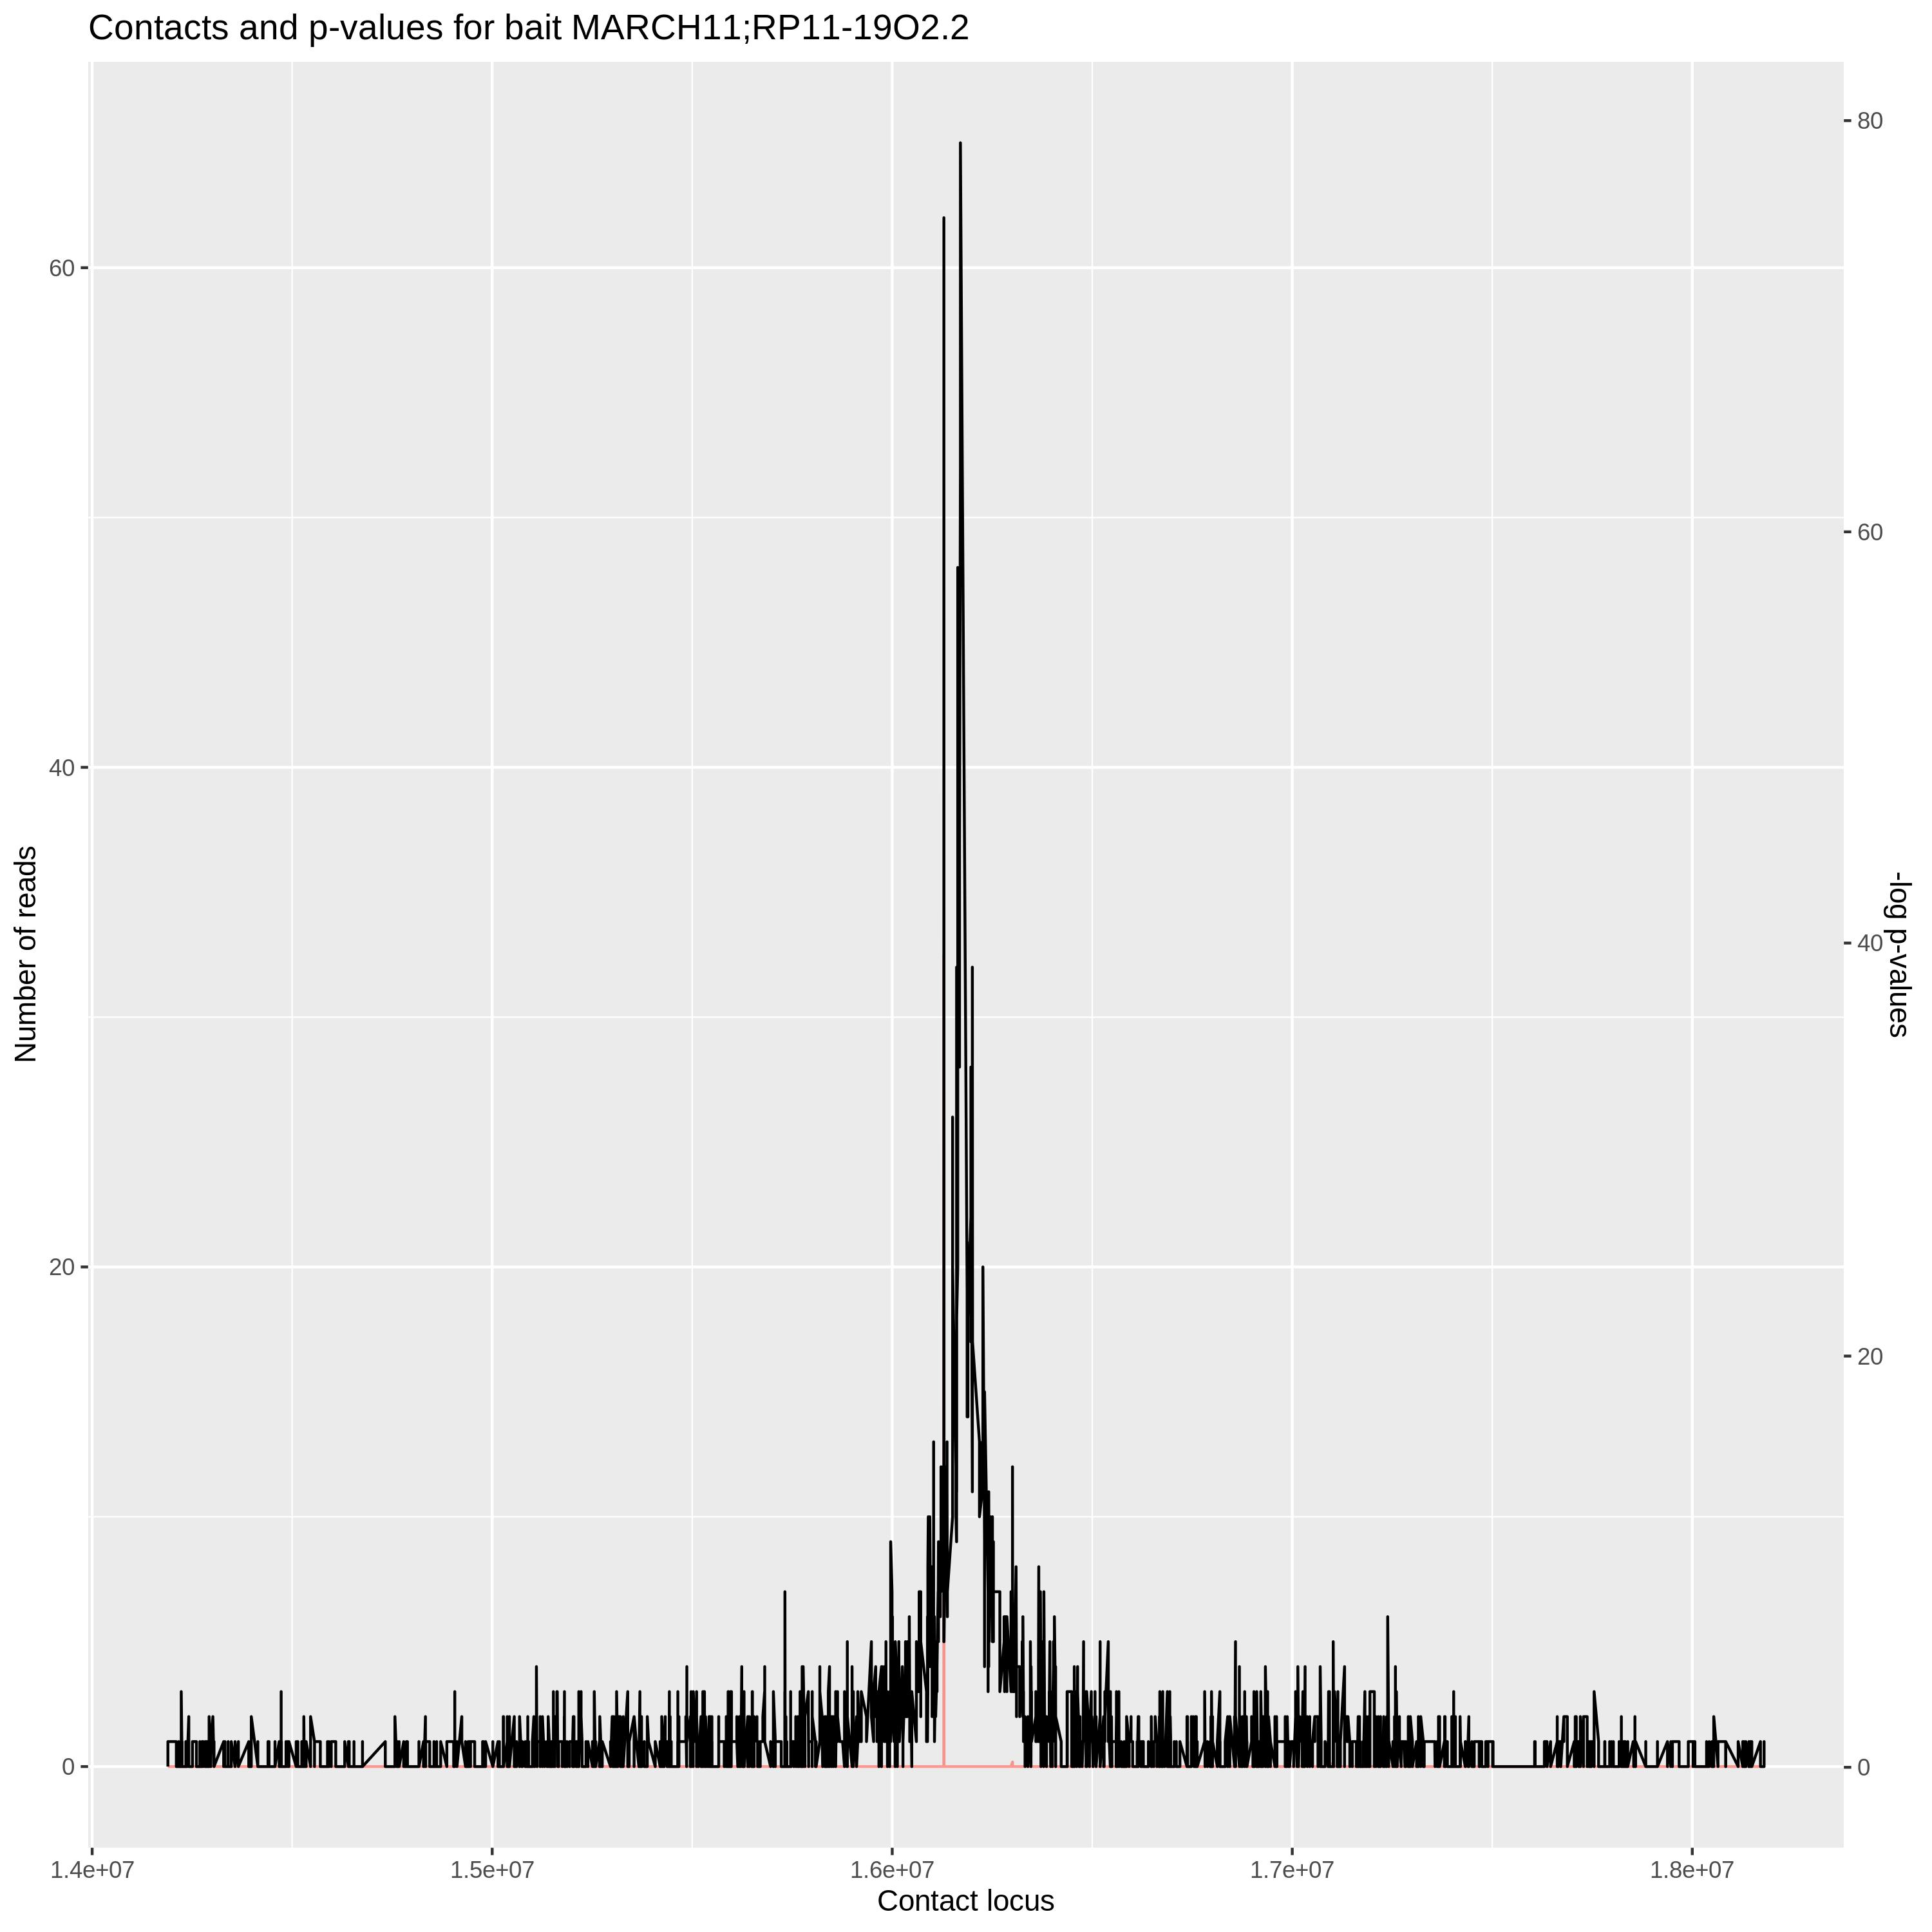 Contacts and p-values for bait MARCH11;RP11-19O2.2
80
60
60
40
40
20
20
0
0
Number of reads
-log p-values
1.4e+07 1.5e+07 1.6e+07 1.7e+07 1.8e+07
Contact locus